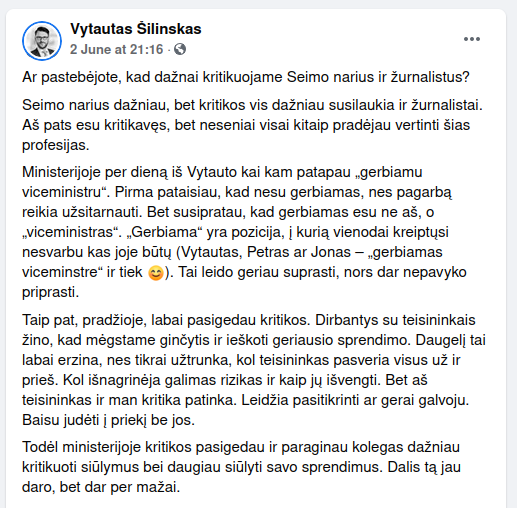 Vytautas Šilinskas
2 June at 21:16 ·
Ar pastebėjote, kad dažnai kritikuojame Seimo narius ir žurnalistus?
Seimo narius dažniau, bet kritikos vis dažniau susilaukia ir žurnalistai.
Aš pats esu kritikavęs, bet neseniai visai kitaip pradėjau vertinti šias
profesijas.
Ministerijoje per dieną iš Vytauto kai kam patapau „gerbiamu
viceministru“. Pirma pataisiau, kad nesu gerbiamas, nes pagarbą
reikia užsitarnauti. Bet susipratau, kad gerbiamas esu ne aš, o
„viceministras“. „Gerbiama“ yra pozicija, į kurią vienodai kreiptųsi
nesvarbu kas joje būtų (Vytautas, Petras ar Jonas – „gerbiamas
viceminstre“ ir tiek 😊). Tai leido geriau suprasti, nors dar nepavyko
priprasti.
Taip pat, pradžioje, labai pasigedau kritikos. Dirbantys su teisininkais
žino, kad mėgstame ginčytis ir ieškoti geriausio sprendimo. Daugelį tai
labai erzina, nes tikrai užtrunka, kol teisininkas pasveria visus už ir
prieš. Kol išnagrinėja galimas rizikas ir kaip jų išvengti. Bet aš
teisininkas ir man kritika patinka. Leidžia pasitikrinti ar gerai galvoju.
Baisu judėti į priekį be jos.
Todėl ministerijoje kritikos pasigedau ir paraginau kolegas dažniau
kritikuoti siūlymus bei daugiau siūlyti savo sprendimus. Dalis tą jau
daro, bet dar per mažai.